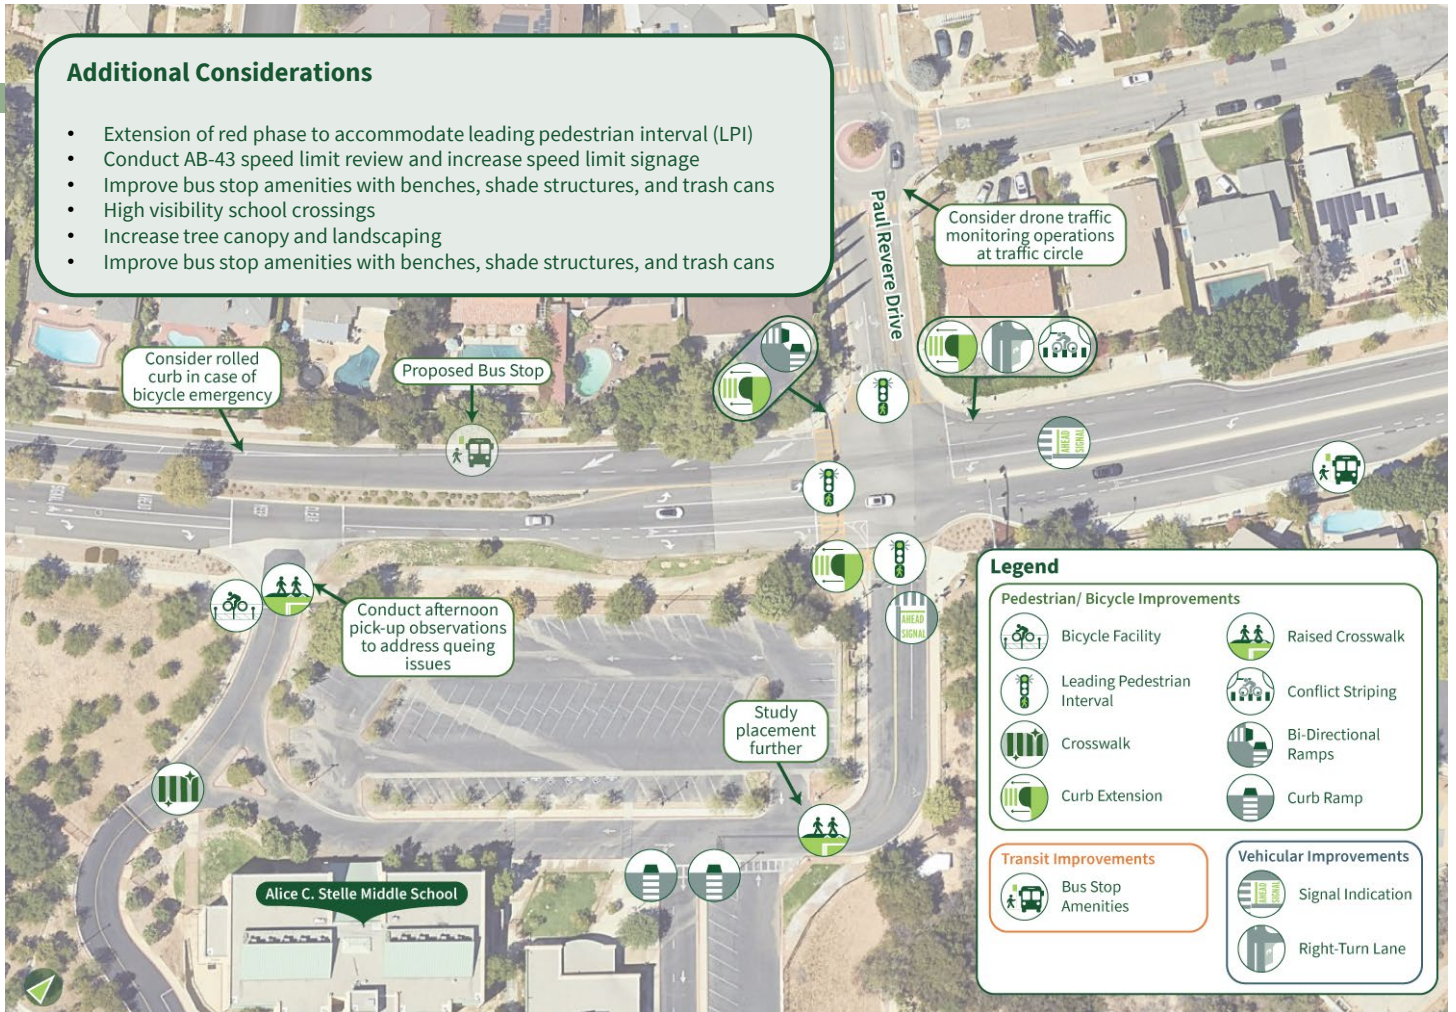 Additional Considerations
• Extension of red phase to accommodate leading pedestrian interval (LPI)
• Conduct AB-43 speed limit review and increase speed limit signage
• Improve bus stop amenities with benches, shade structures, and trash cans
• High visibility school crossings
• Increase tree canopy and landscaping
• Improve bus stop amenities with benches, shade structures, and trash cans
Paul Revere Drive
Consider drone traffic
monitoring operations
at traffic circle
Consider rolled
curb in case of
bicycle emergency
Proposed Bus Stop
AHEAD
SIGNAL
KEEP
CLEAR
Conduct afternoon
pick-up observations
to address queing
issues
AHEAD
SIGNAL
Study
placement
further
Alice C. Stelle Middle School
Legend
Pedestrian/ Bicycle Improvements
Bicycle Facility
Raised Crosswalk
Leading Pedestrian
Interval
Conflict Striping
Crosswalk
Bi-Directional
Ramps
Curb Extension
Curb Ramp
Transit Improvements
Bus Stop
Amenities
Vehicular Improvements
AHEAD
SIGNAL
Signal Indication
Right-Turn Lane